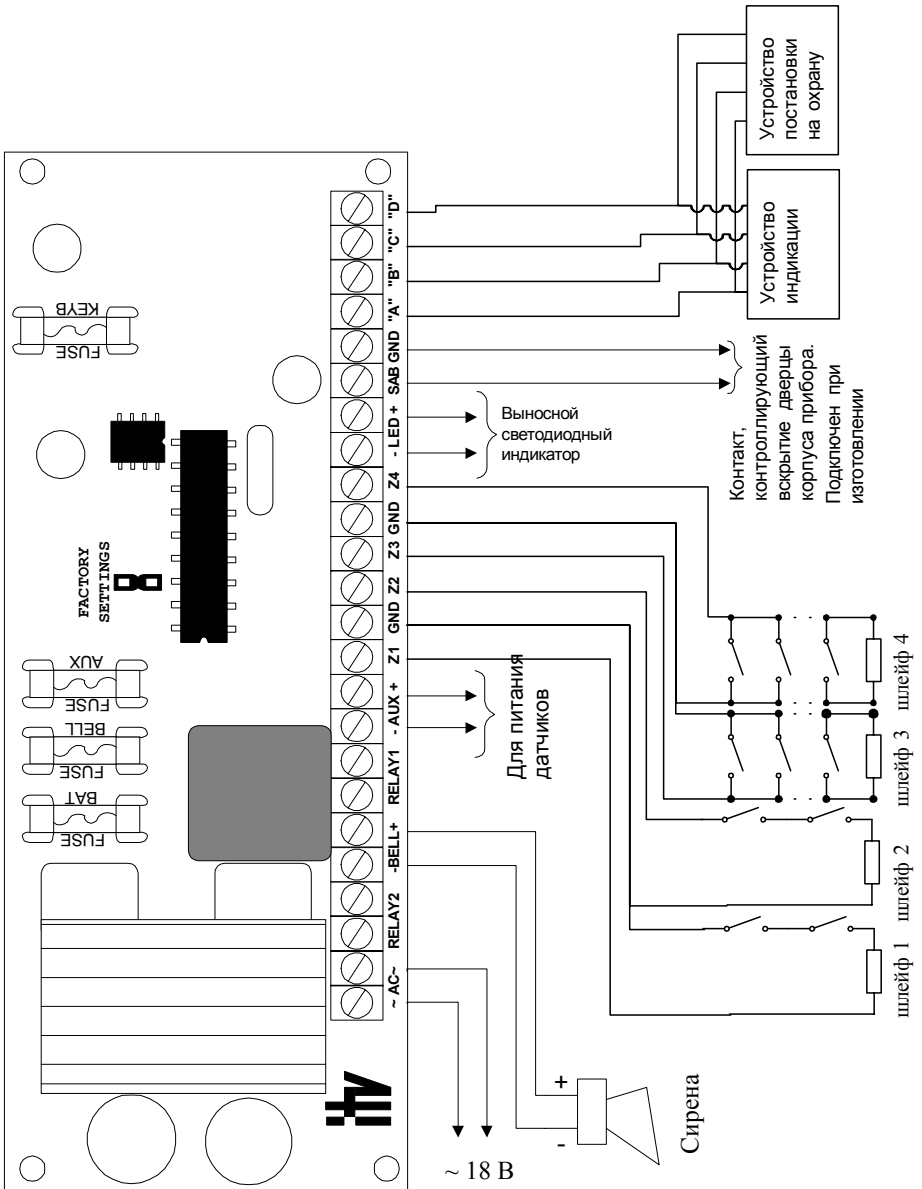 Устройство
постановки
на охрану
Устройство
индикации
FUSE
KEYB
"D"
"C"
"B"
"A"
GND
SAB
LED +
-
Z4
GND
Z3
Z2
GND
Z1
AUX +
-
RELAY1
-BELL+
RELAY2
~ AC~
Контакт,
контроллирующий
вскрытие дверцы
корпуса прибора.
Подключен при
изготовлении
Выносной
светодиодный
индикатор
FACTORY
SETTINGS
FUSE
AUX
FUSE
BELL
FUSE
BAT
Для питания
датчиков
шлейф 4
шлейф 3
шлейф 2
шлейф 1
+
-
Сирена
~ 18 В